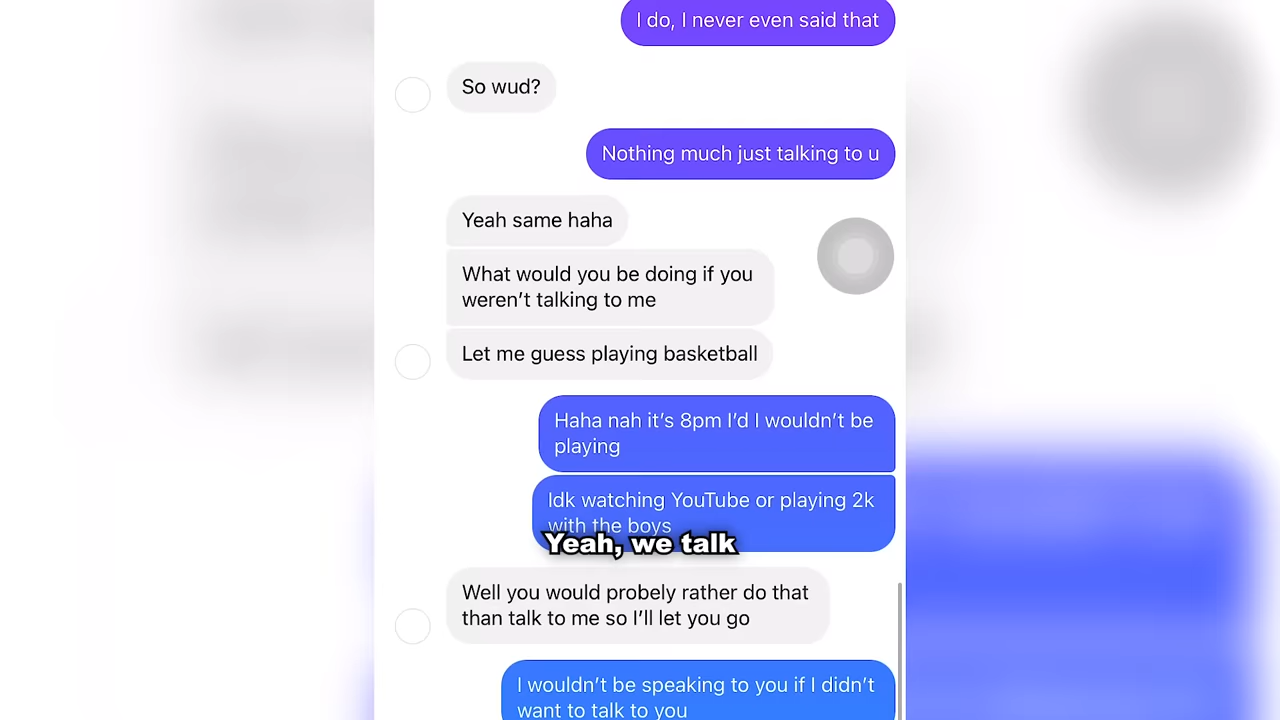 I do, I never even said that
So wud?
Nothing much just talking to u
Yeah same haha
What would you be doing if you
weren't talking to me
Let me guess playing basketball
Haha nah it's 8pm I'd I wouldn't be
playing
Idk watching YouTube or playing 2k
with the boys
Yeah, we talk
Well you would probely rather do that
than talk to me so I'll let you go
I wouldn't be speaking to you if I didn't
want to talk to you